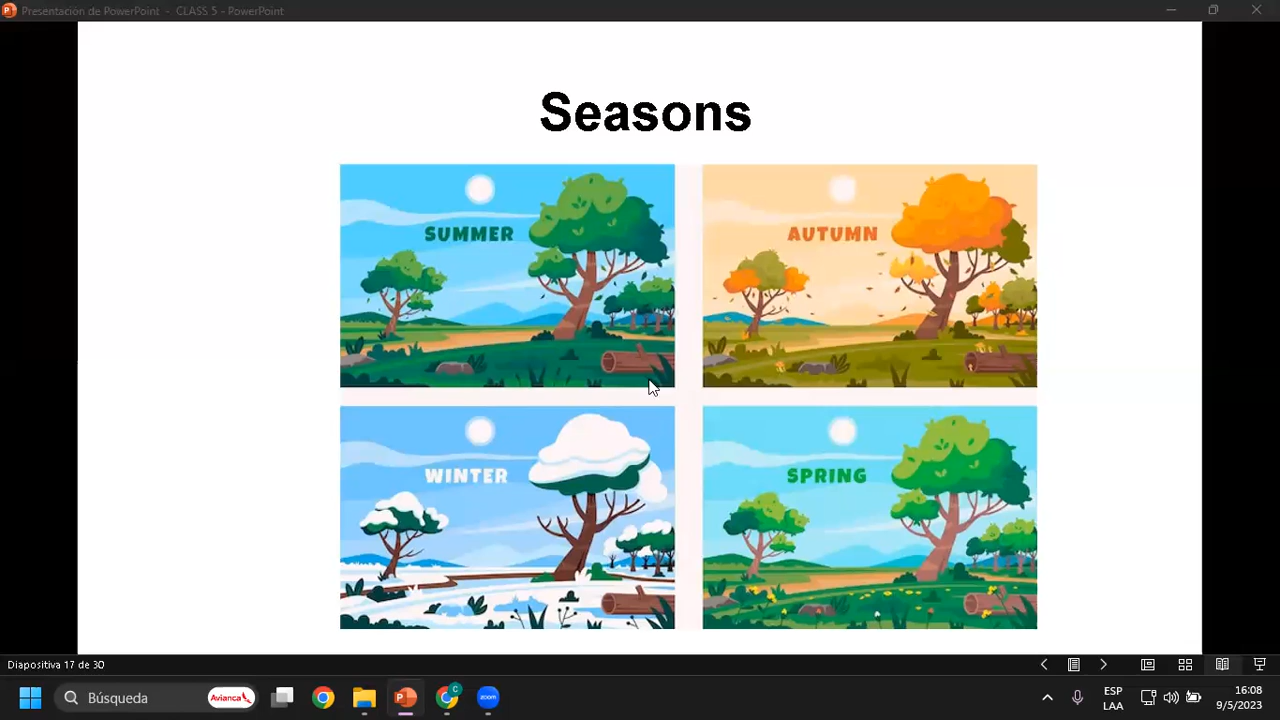 Presentación de PowerPoint - CLASS 5 - PowerPoint
Seasons
SUMMER
AUTUMN
WINTER
SPRING
Diapositiva 17 de 30
Búsqueda
Avianca
C
zoom
ESP
LAA
16:08
9/5/2023